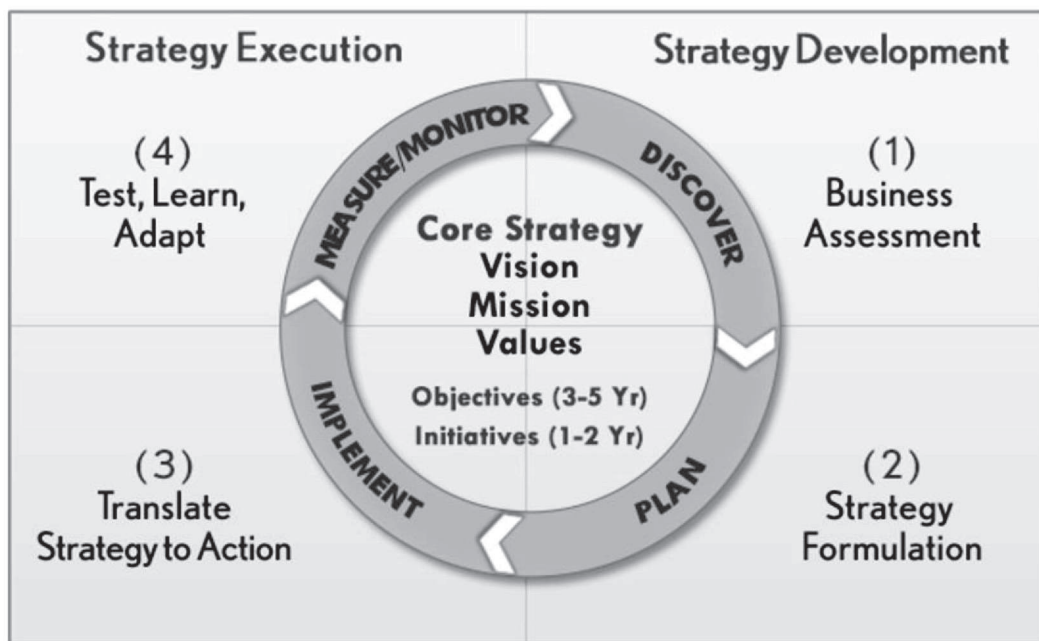 Strategy Execution
Strategy Development
(4)
Test, Learn,
Adapt
MEASURE/MONITOR
DISCOVER
(1)
Business
Assessment
Core Strategy
Vision
Mission
Values
Objectives (3-5 Yr)
Initiatives (1-2 Yr)
(3)
Translate
Strategy to Action
IMPLEMENT
PLAN
(2)
Strategy
Formulation